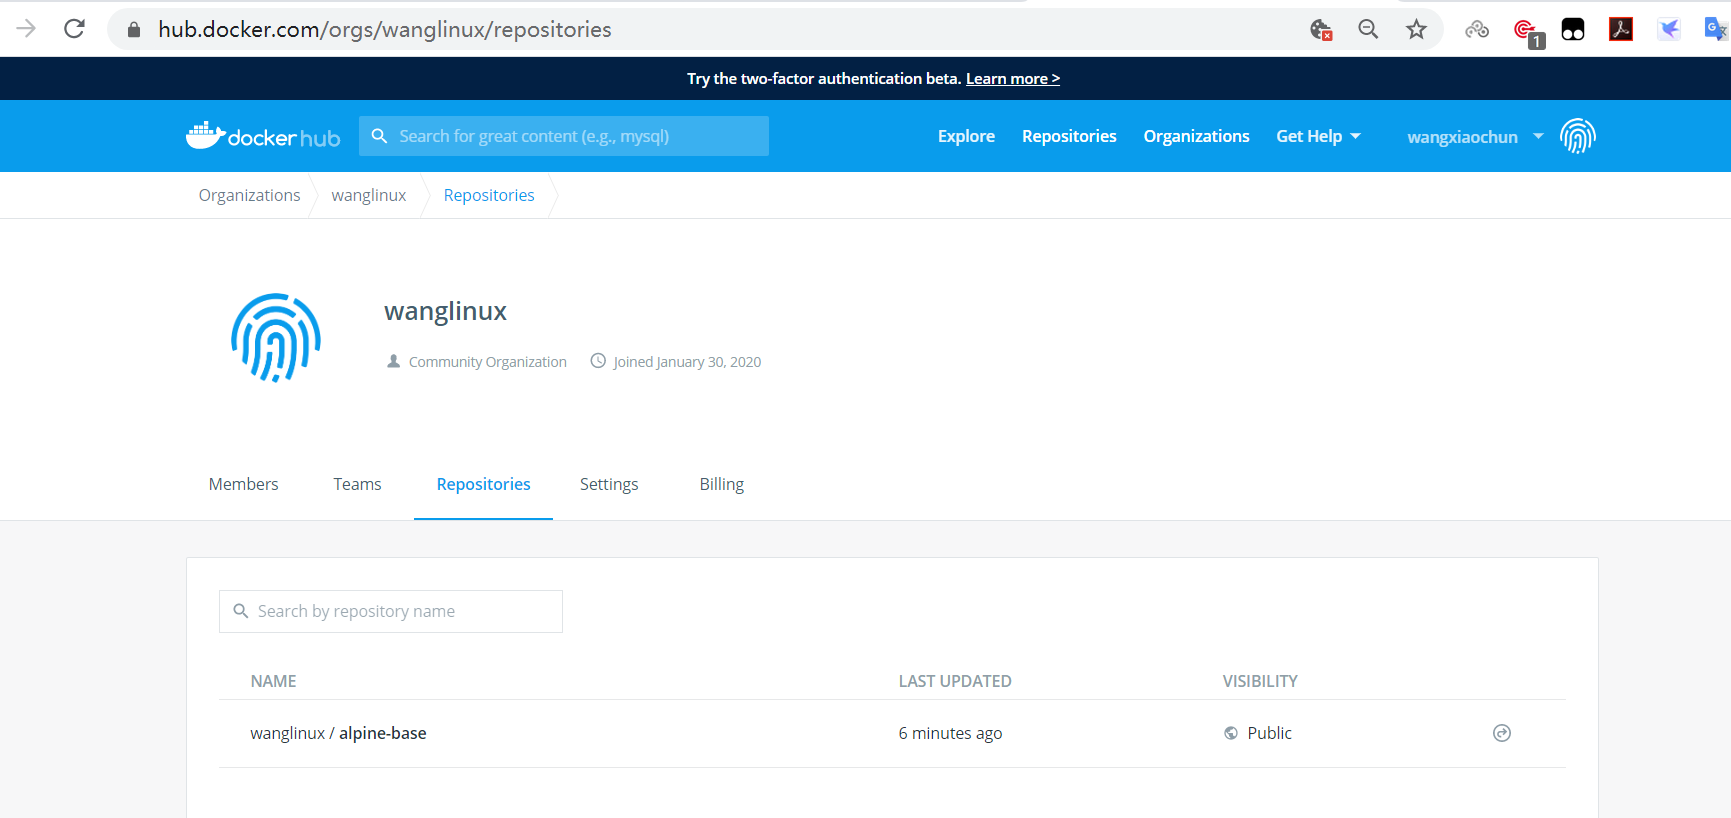 hub.docker.com/orgs/wanglinux/repositories
1
Try the two-factor authentication beta. Learn more >
docker hub
Search for great content (e.g., mysql)
Explore
Repositories
Organizations
Get Help
wangxiaochun
Organizations
wanglinux
Repositories
wanglinux
Community Organization
Joined January 30, 2020
Members
Teams
Repositories
Settings
Billing
Search by repository name
NAME
LAST UPDATED
VISIBILITY
wanglinux / alpine-base
6 minutes ago
Public